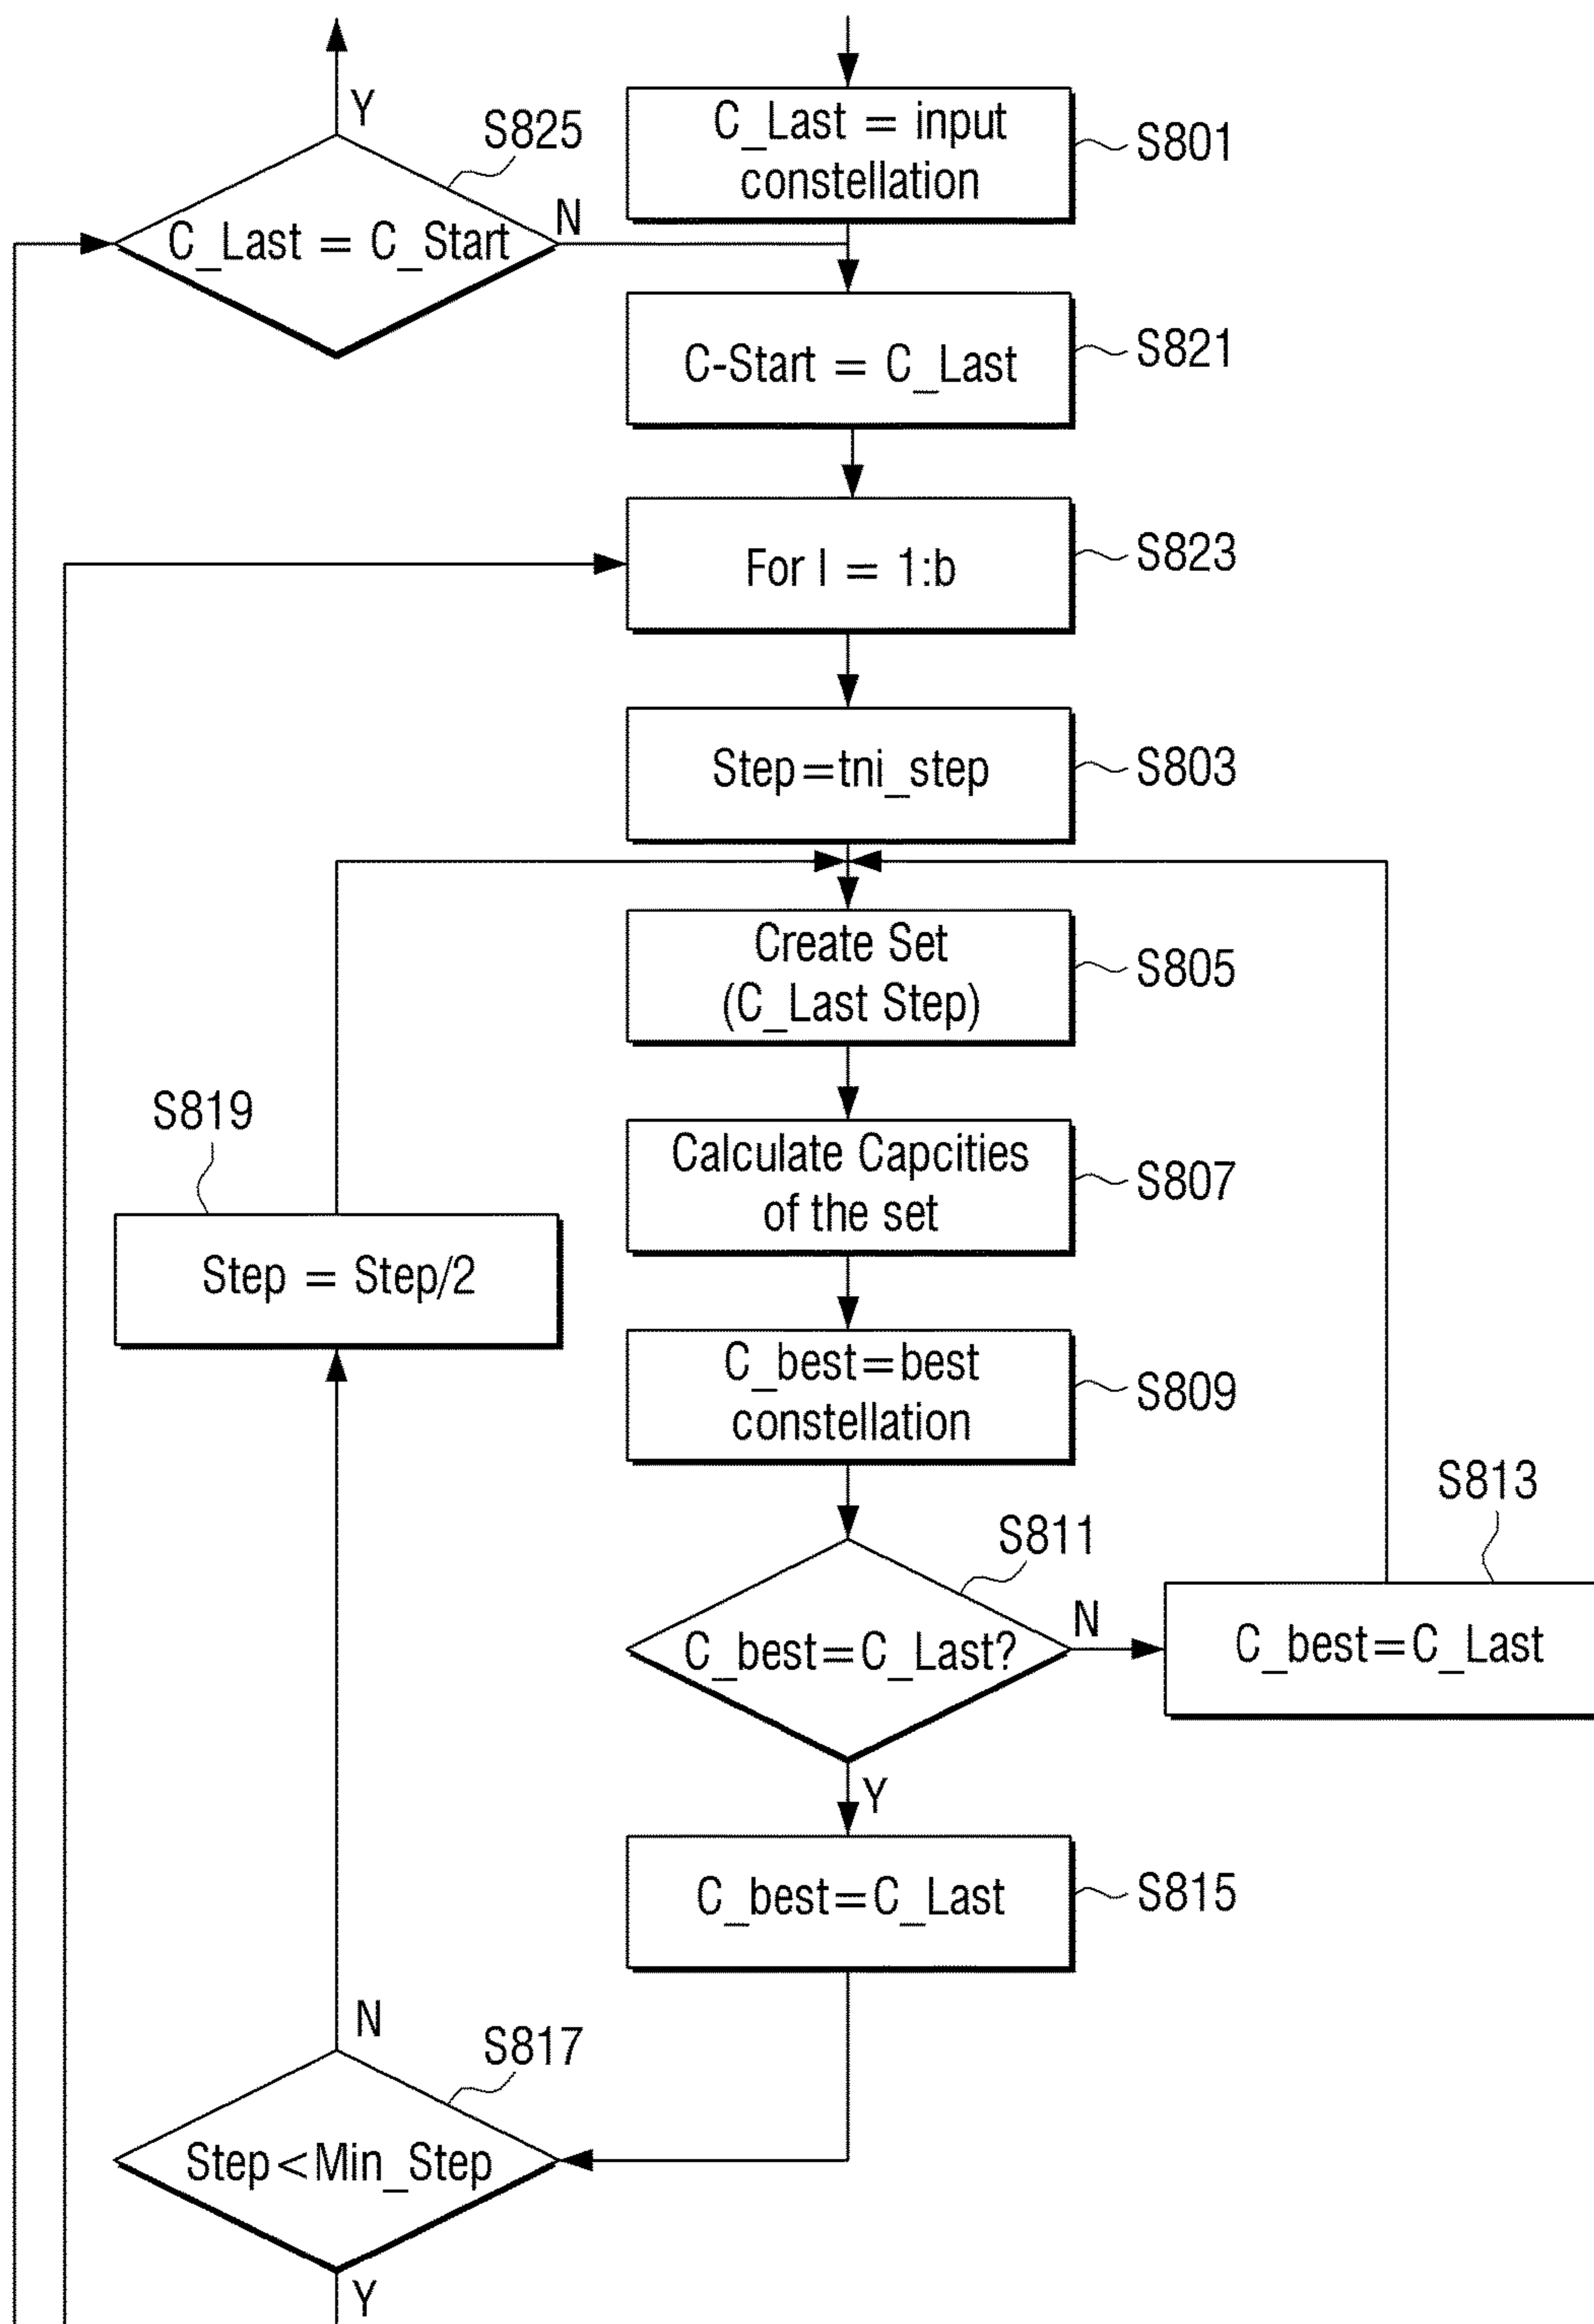 Y
S825
C_Last = C_Start
N
C_Last = input
constellation
S801
C-Start = C_Last
S821
For I = 1:b
S823
Step=tni_step
S803
Create Set
(C_Last Step)
S805
Calculate Capcities
of the set
S807
S819
Step = Step/2
C_best=best
constellation
S809
S811
C_best=C_Last?
N
S813
C_best=C_Last
Y
C_best=C_Last
S815
N
S817
Step<Min_Step
Y